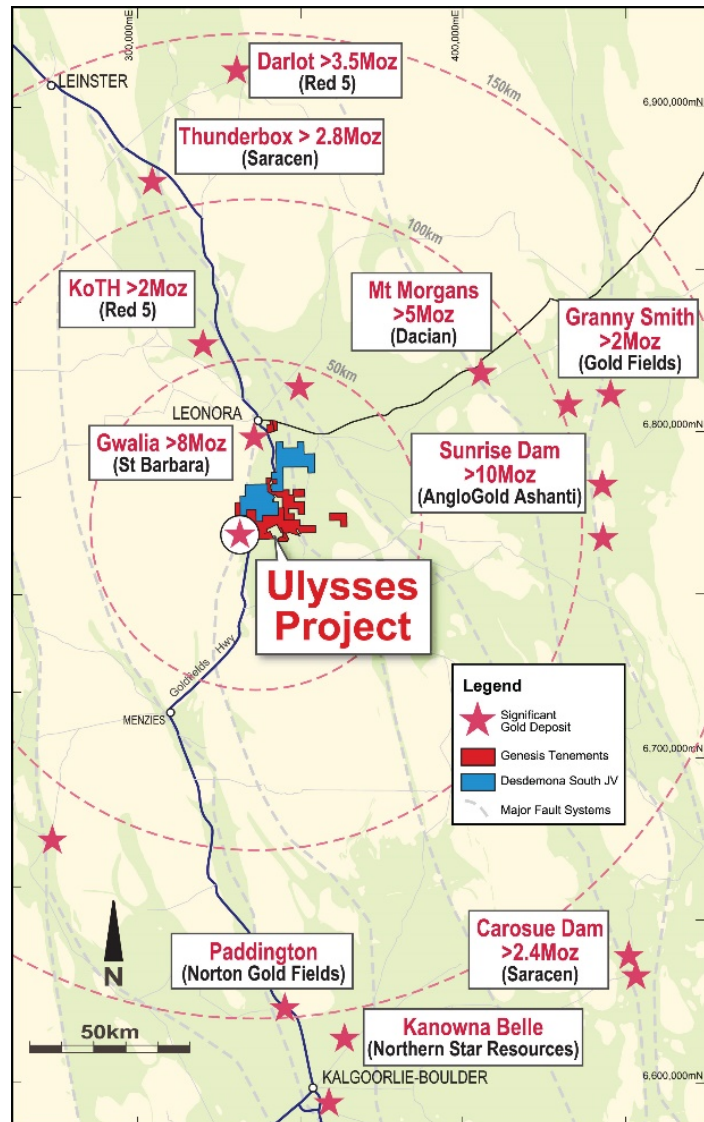 300,000mE
400,000mE
LEINSTER
Darlot >3.5Moz
(Red 5)
150km
6,900,000mN
Thunderbox > 2.8Moz
(Saracen)
100km
KoTH >2Moz
(Red 5)
Mt Morgans
>5Moz
(Dacian)
Granny Smith
>2Moz
(Gold Fields)
50km
LEONORA
6,800,000mN
Gwalia >8Moz
(St Barbara)
Sunrise Dam
>10Moz
(AngloGold Ashanti)
Ulysses
Project
Goldfields Hwy
MENZIES
Legend
Significant
Gold Deposit
Genesis Tenements
Desdemona South JV
Major Fault Systems
6,700,000mN
N
50km
Paddington
(Norton Gold Fields)
Carosue Dam
>2.4Moz
(Saracen)
Kanowna Belle
(Northern Star Resources)
KALGOORLIE-BOULDER
6,600,000mN